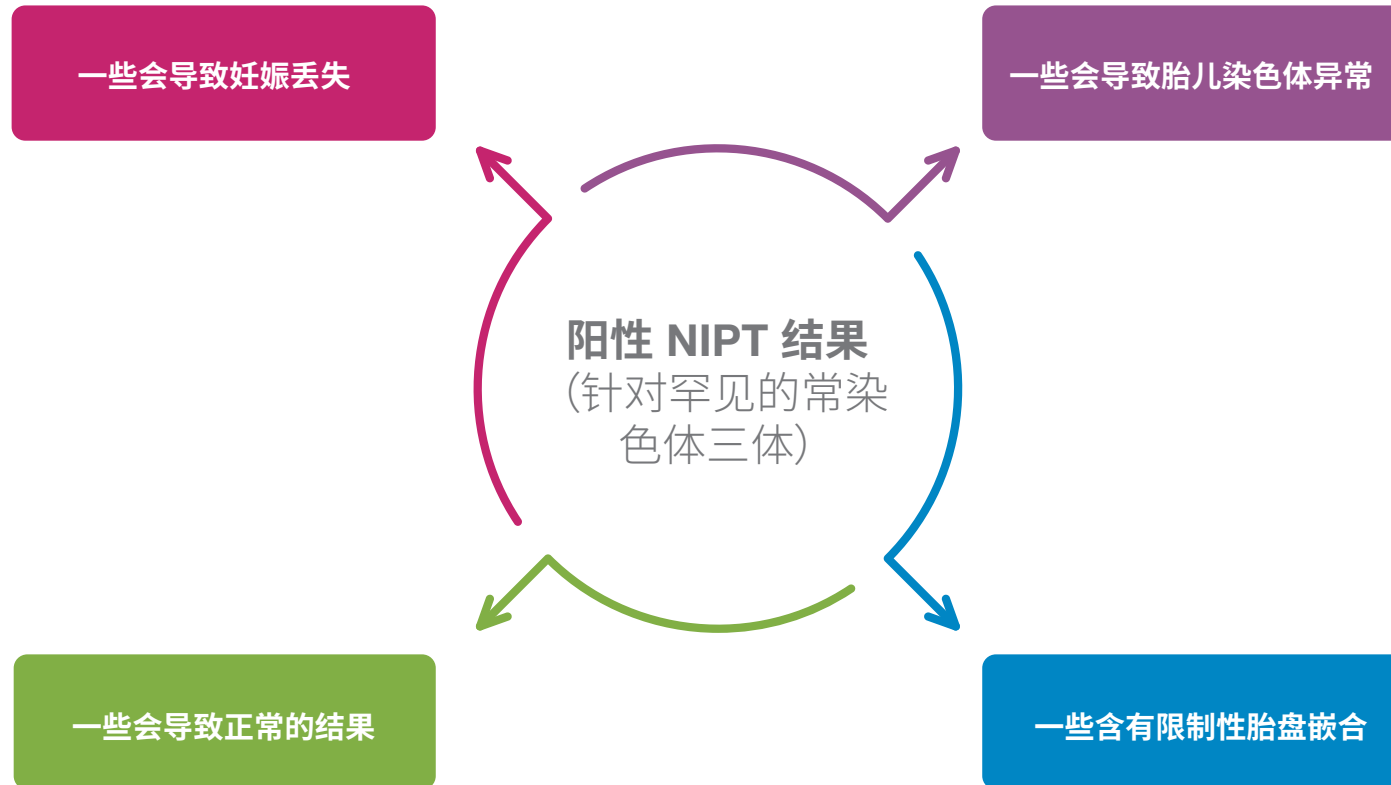 一些会导致妊娠丢失
一些会导致胎儿染色体异常
阳性 NIPT 结果
（针对罕见的常染
色体三体）
一些会导致正常的结果
一些含有限制性胎盘嵌合